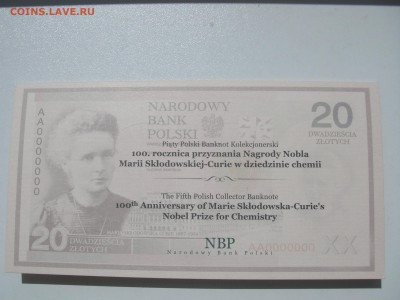 COINS.LAVE.RU
NARODOWY
BANK
POLSKI
20
DWADZIEŚCIA
ZŁOTYCH
AA0000000
Piąty Polski Banknot Kolekcjonerski
100. rocznica przyznania Nagrody Nobla
Marii Skłodowskiej-Curie w dziedzinie chemii
The Fifth Polish Collector Banknote
100th Anniversary of Marie Skłodowska-Curie's
Nobel Prize for Chemistry
20
DWADZIEŚCIA
ZŁOTYCH
NBP
Narodowy Bank Polski
AA0000000
XX